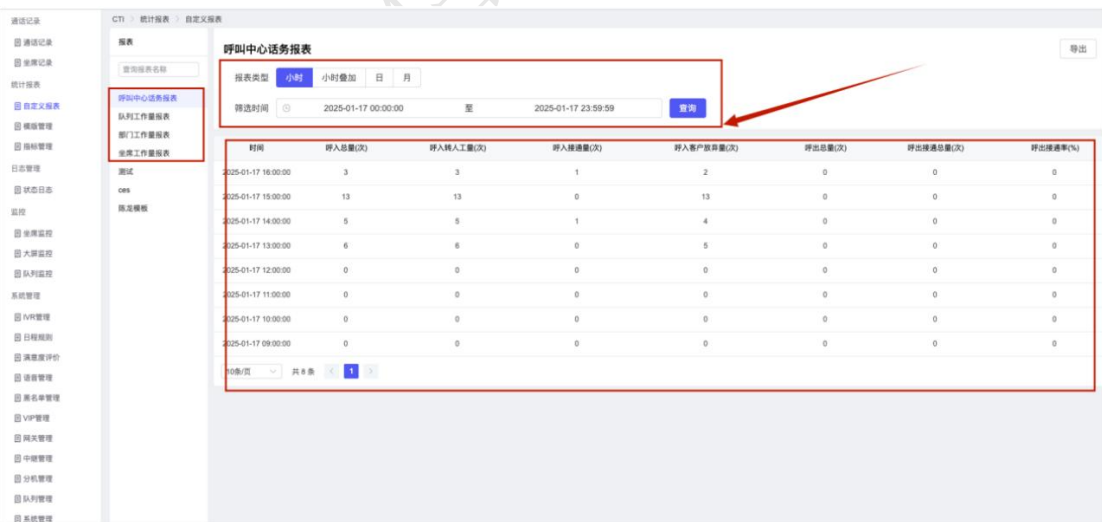 CTI > 统计报表 > 自定义报表
通话记录
通话记录
坐席记录
统计报表
自定义报表
模版管理
指标管理
日志管理
状态日志
监控
坐席监控
大屏监控
队列监控
系统管理
IVR管理
日程规则
满意度评价
语音管理
黑名单管理
VIP管理
网关管理
中继管理
分机管理
队列管理
系统管理
报表
查询报表名称
呼叫中心话务报表
队列工作量报表
部门工作量报表
坐席工作量报表
测试
ces
陈龙模板
呼叫中心话务报表 导出
报表类型 小时 小时叠加 日 月
筛选时间 2025-01-17 00:00:00 至 2025-01-17 23:59:59 查询
时间 呼入总量(次) 呼入转人工量(次) 呼入接通量(次) 呼入客户放弃量(次) 呼出总量(次) 呼出接通总量(次) 呼出接通率(%)
2025-01-17 16:00:00 3 3 1 2 0 0 0
2025-01-17 15:00:00 13 13 0 13 0 0 0
2025-01-17 14:00:00 5 5 1 4 0 0 0
2025-01-17 13:00:00 6 6 0 5 0 0 0
2025-01-17 12:00:00 0 0 0 0 0 0 0
2025-01-17 11:00:00 0 0 0 0 0 0 0
2025-01-17 10:00:00 0 0 0 0 0 0 0
2025-01-17 09:00:00 0 0 0 0 0 0 0
10条/页 共 8 条 < 1 >